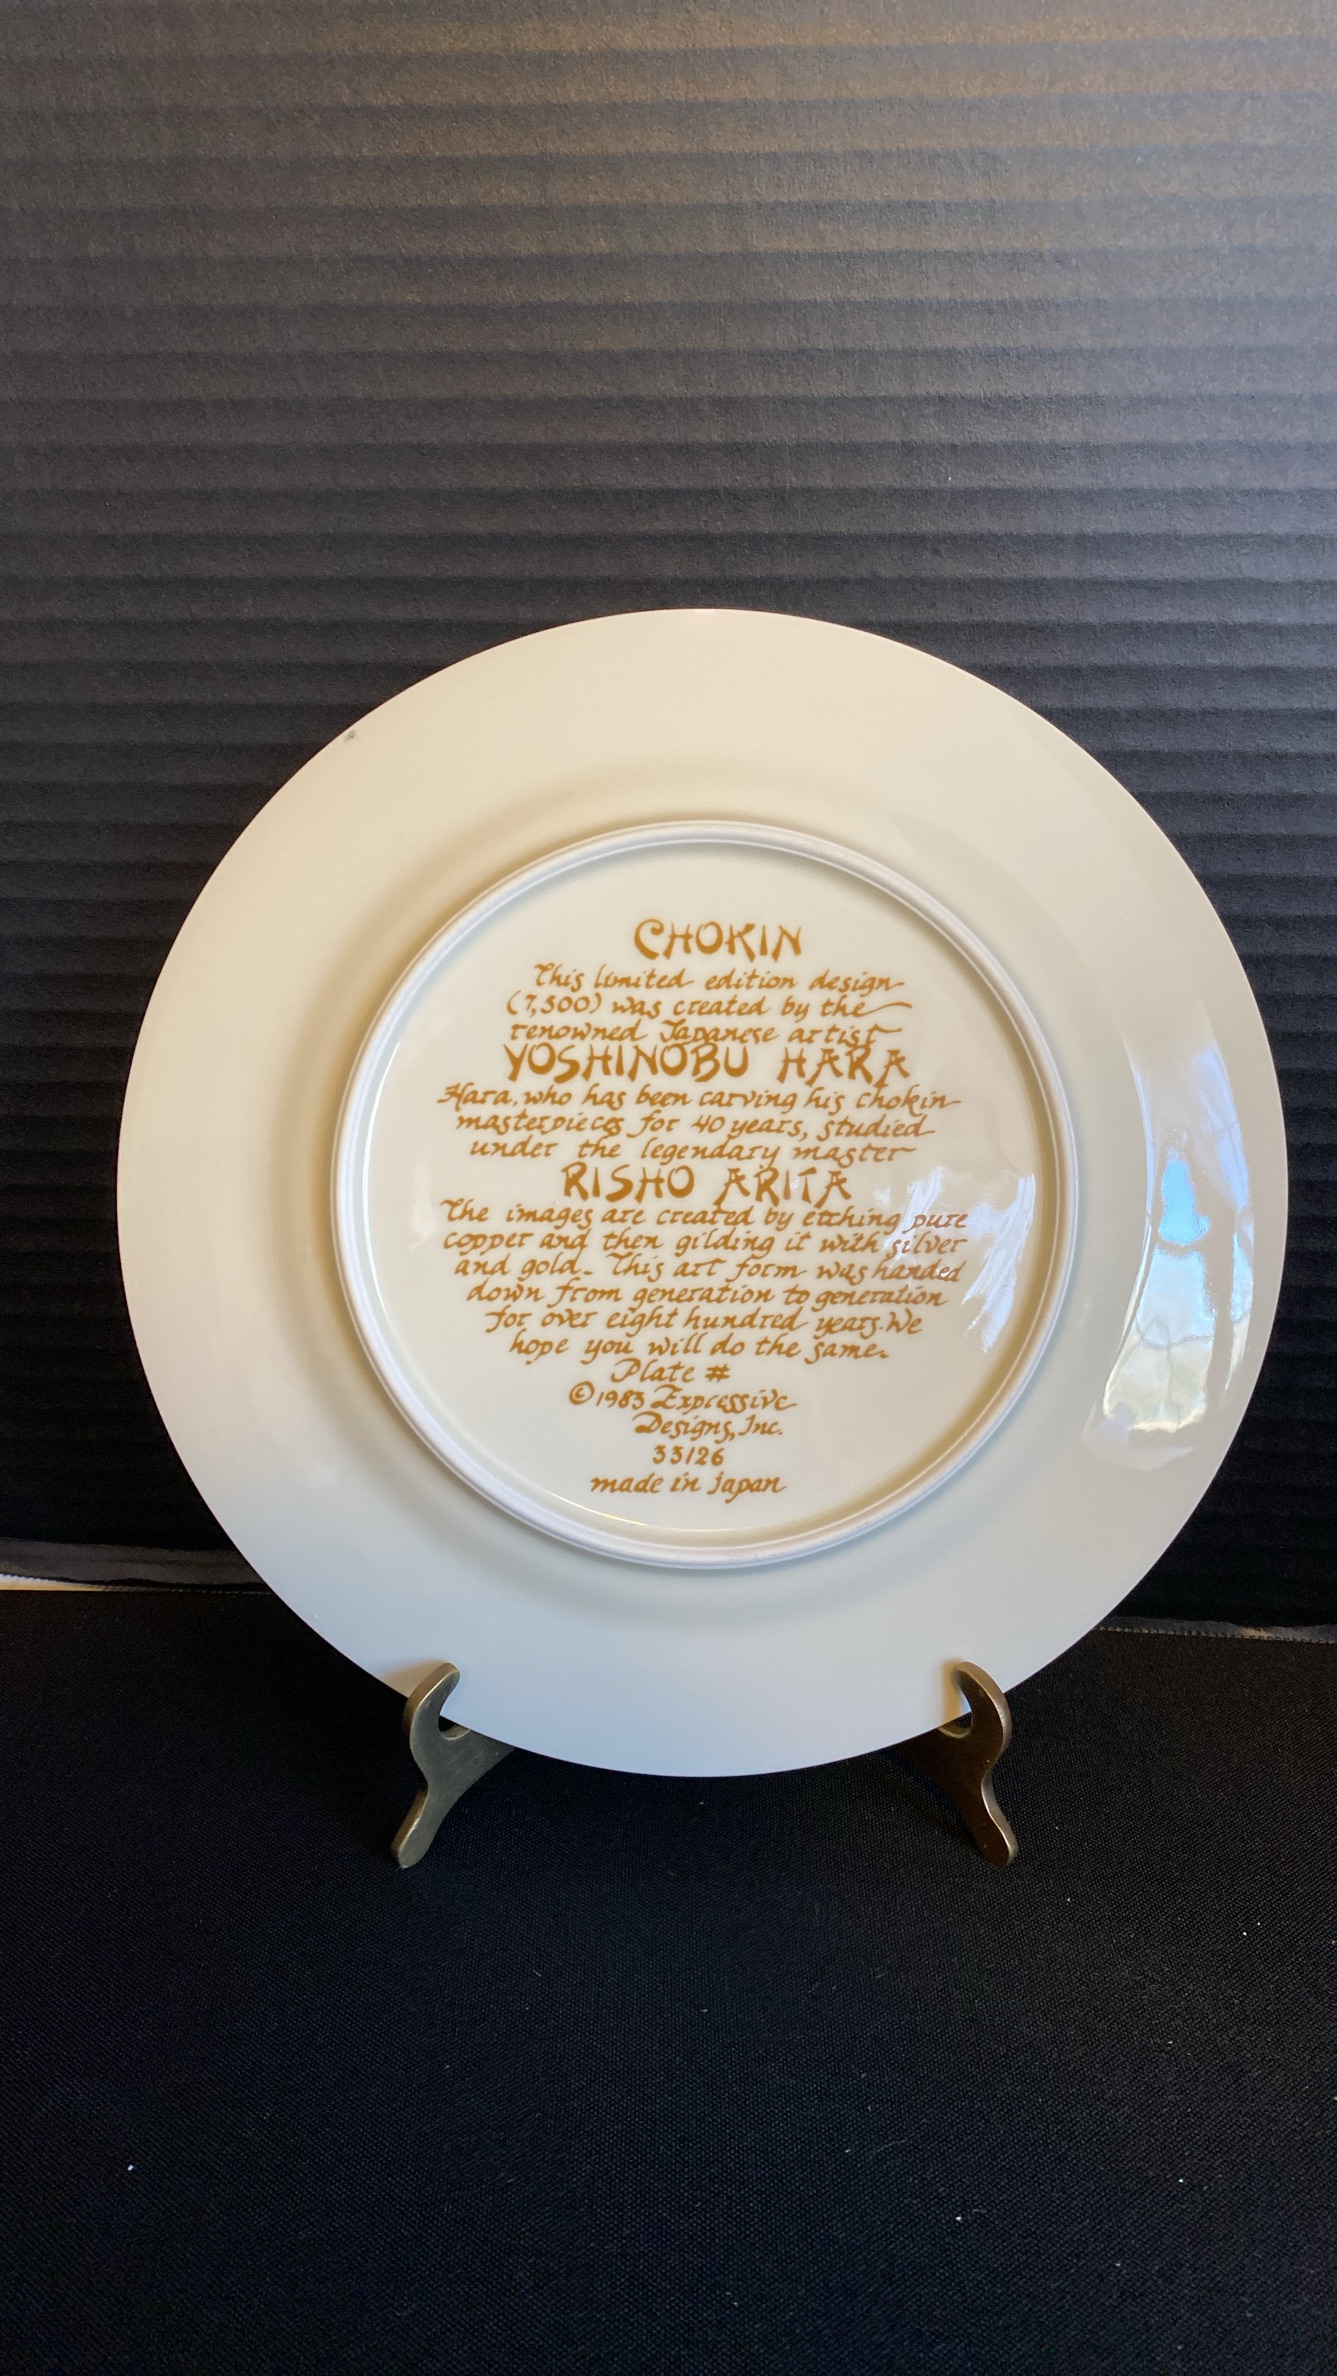 CHOKIN
This limited edition design
(7,500) was created by the
renowned Japanese artist
YOSHINOBU HARA
Hara, who has been carving his chokin
masterpieces for 40 years, studied
under the legendary master
RISHO ARITA
The images are created by etching pure
copper and then gilding it with silver
and gold. This art form was handed
down from generation to generation
for over eight hundred years. We
hope you will do the same.
Plate #
© 1983 Expressive
Designs, Inc.
33126
made in japan